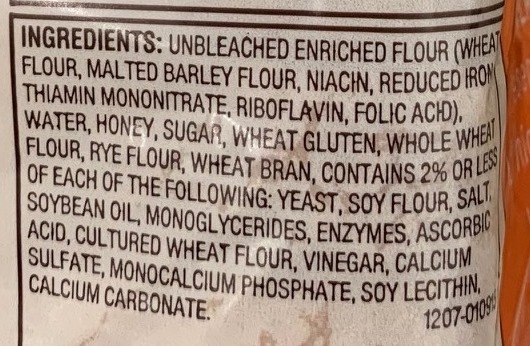 INGREDIENTS: UNBLEACHED ENRICHED FLOUR (WHEAT
FLOUR, MALTED BARLEY FLOUR, NIACIN, REDUCED IRON,
THIAMIN MONONITRATE, RIBOFLAVIN, FOLIC ACID),
WATER, HONEY, SUGAR, WHEAT GLUTEN, WHOLE WHEAT
FLOUR, RYE FLOUR, WHEAT BRAN, CONTAINS 2% OR LESS
OF EACH OF THE FOLLOWING: YEAST, SOY FLOUR, SALT,
SOYBEAN OIL, MONOGLYCERIDES, ENZYMES, ASCORBIC
ACID, CULTURED WHEAT FLOUR, VINEGAR, CALCIUM
SULFATE, MONOCALCIUM PHOSPHATE, SOY LECITHIN,
CALCIUM CARBONATE.